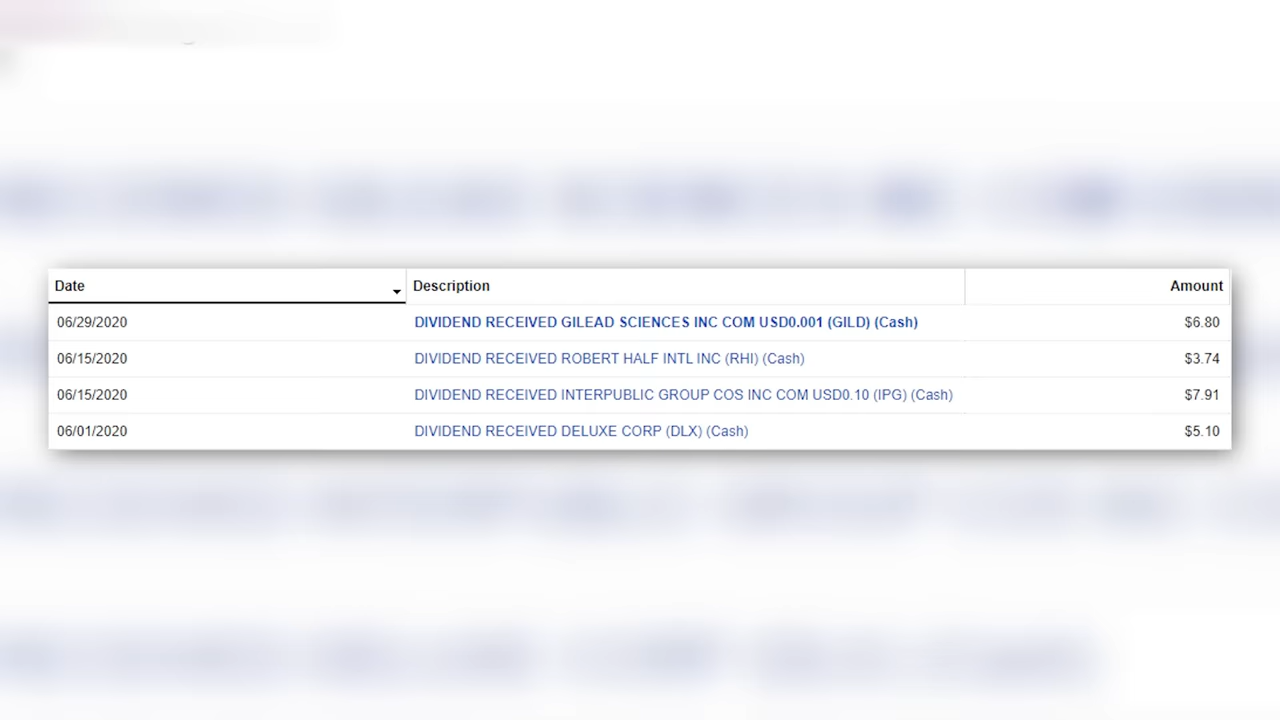 Date Description Amount
06/29/2020 DIVIDEND RECEIVED GILEAD SCIENCES INC COM USD0.001 (GILD) (Cash) $6.80
06/15/2020 DIVIDEND RECEIVED ROBERT HALF INTL INC (RHI) (Cash) $3.74
06/15/2020 DIVIDEND RECEIVED INTERPUBLIC GROUP COS INC COM USD0.10 (IPG) (Cash) $7.91
06/01/2020 DIVIDEND RECEIVED DELUXE CORP (DLX) (Cash) $5.10